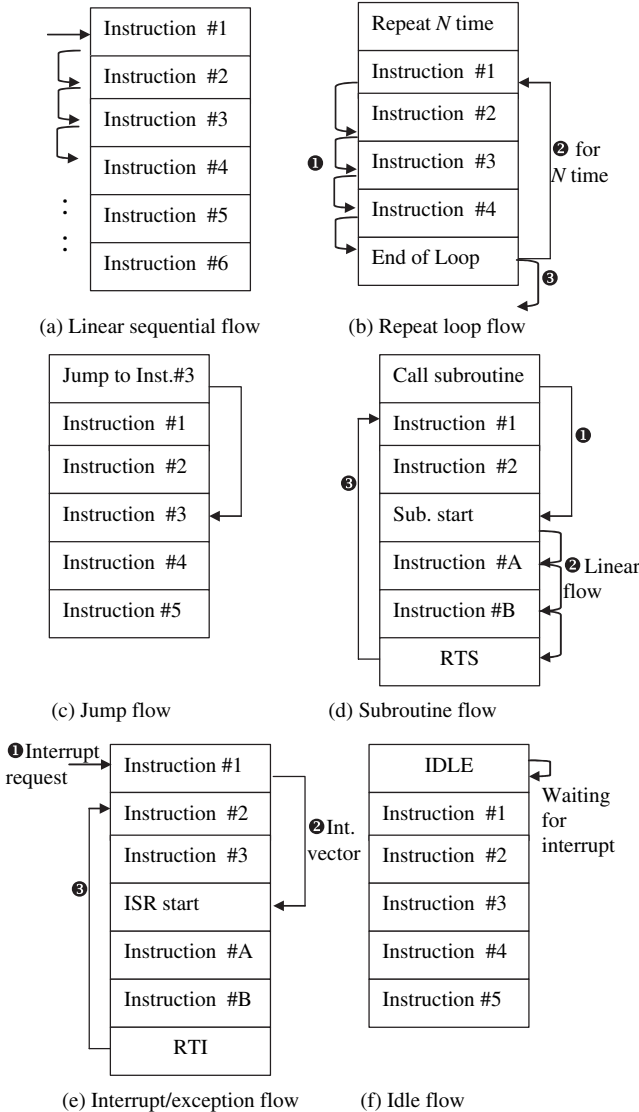 Instruction #1
Instruction #2
Instruction #3
Instruction #4
Instruction #5
Instruction #6
:
:
(a) Linear sequential flow
Repeat N time
Instruction #1
Instruction #2
Instruction #3
Instruction #4
End of Loop
❶
❷ for
N time
❸
(b) Repeat loop flow
Jump to Inst.#3
Instruction #1
Instruction #2
Instruction #3
Instruction #4
Instruction #5
(c) Jump flow
Call subroutine
Instruction #1
Instruction #2
Sub. start
Instruction #A
Instruction #B
RTS
❶
❷ Linear
flow
❸
(d) Subroutine flow
❶Interrupt
request
Instruction #1
Instruction #2
Instruction #3
ISR start
Instruction #A
Instruction #B
RTI
❷Int.
vector
❸
(e) Interrupt/exception flow
IDLE
Instruction #1
Instruction #2
Instruction #3
Instruction #4
Instruction #5
Waiting
for
interrupt
(f) Idle flow